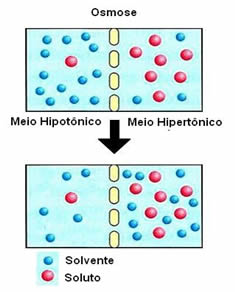 Osmose
Meio Hipotônico Meio Hipertônico
Solvente
Soluto